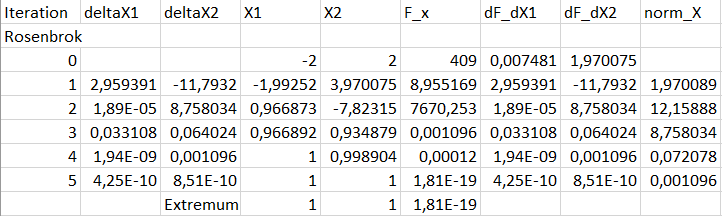 Iteration deltaX1 deltaX2 X1 X2 F_x dF_dX1 dF_dX2 norm_X
Rosenbrok
0 -2 2 409 0,007481 1,970075
1 2,959391 -11,7932 -1,99252 3,970075 8,955169 2,959391 -11,7932 1,970089
2 1,89E-05 8,758034 0,966873 -7,82315 7670,253 1,89E-05 8,758034 12,15888
3 0,033108 0,064024 0,966892 0,934879 0,001096 0,033108 0,064024 8,758034
4 1,94E-09 0,001096 1 0,998904 0,00012 1,94E-09 0,001096 0,072078
5 4,25E-10 8,51E-10 1 1 1,81E-19 4,25E-10 8,51E-10 0,001096
Extremum 1 1 1,81E-19